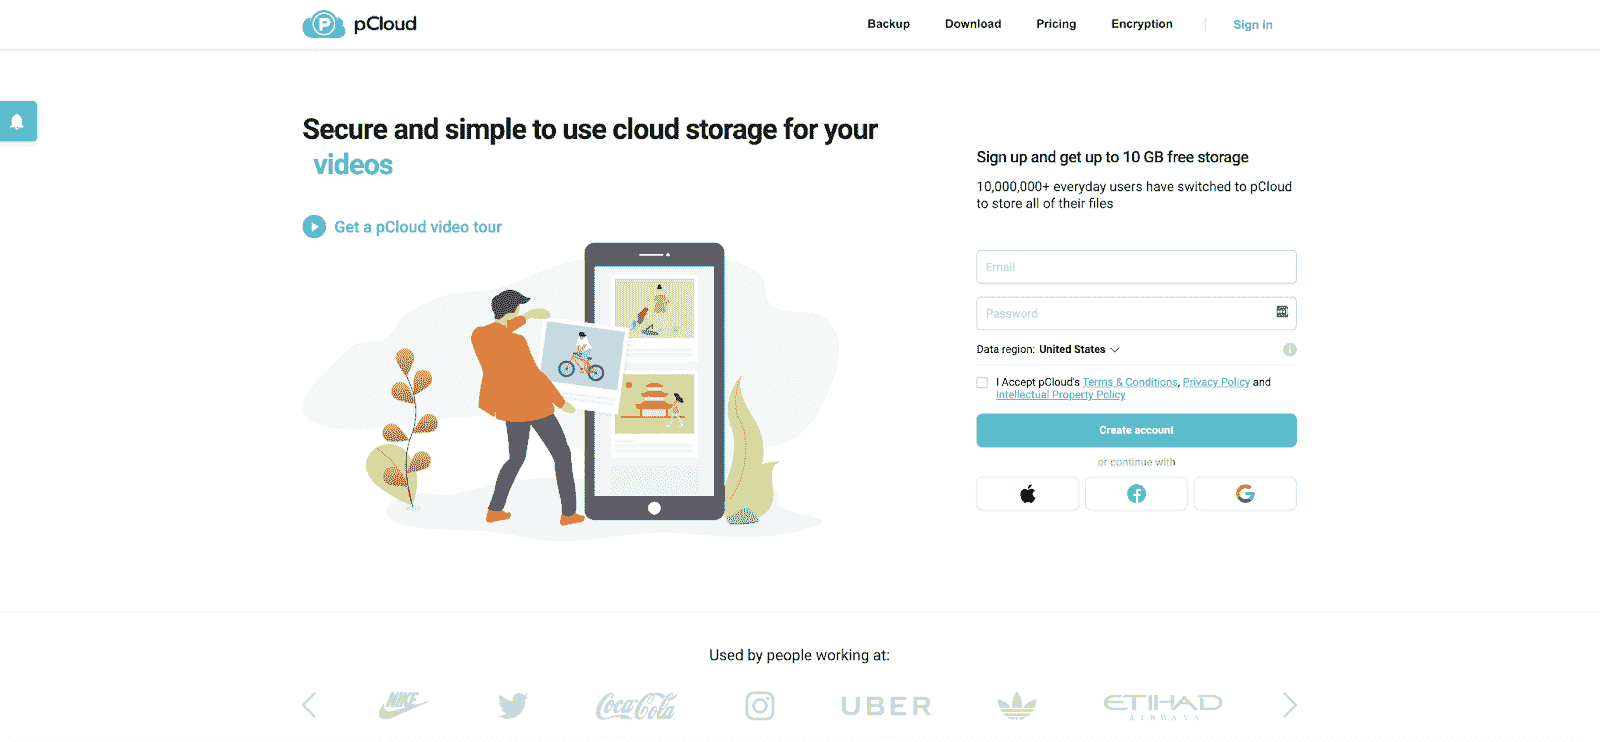 pCloud
Backup Download Pricing Encryption Sign in
Secure and simple to use cloud storage for your
videos
Get a pCloud video tour
Sign up and get up to 10 GB free storage
10,000,000+ everyday users have switched to pCloud
to store all of their files
Email
Password
Data region: United States
I Accept pCloud's Terms & Conditions, Privacy Policy and
Intellectual Property Policy
Create account
or continue with
Used by people working at:
NIKE Coca-Cola UBER ETIHAD
AIRWAYS